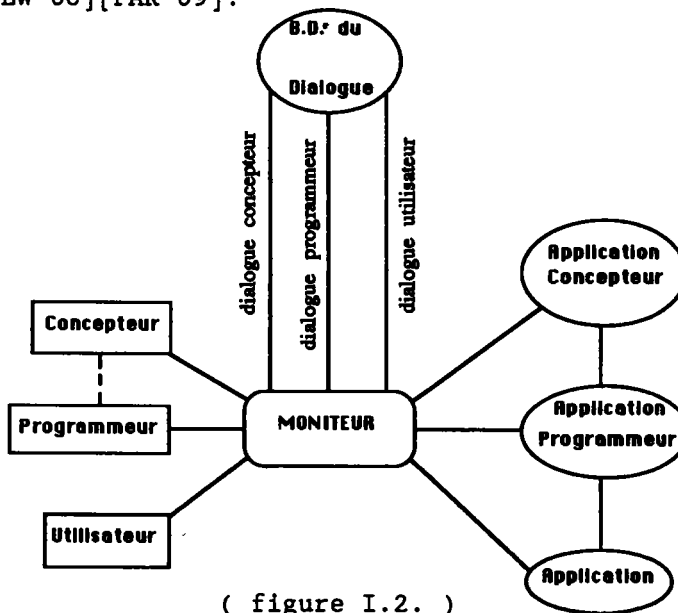 EW 88][PAR 89].
B.D. du
Dialogue
dialogue concepteur
dialogue programmeur
dialogue utilisateur
Application
Concepteur
Concepteur
Programmeur
MONITEUR
Application
Programmeur
Utilisateur
Application
( figure I.2. )